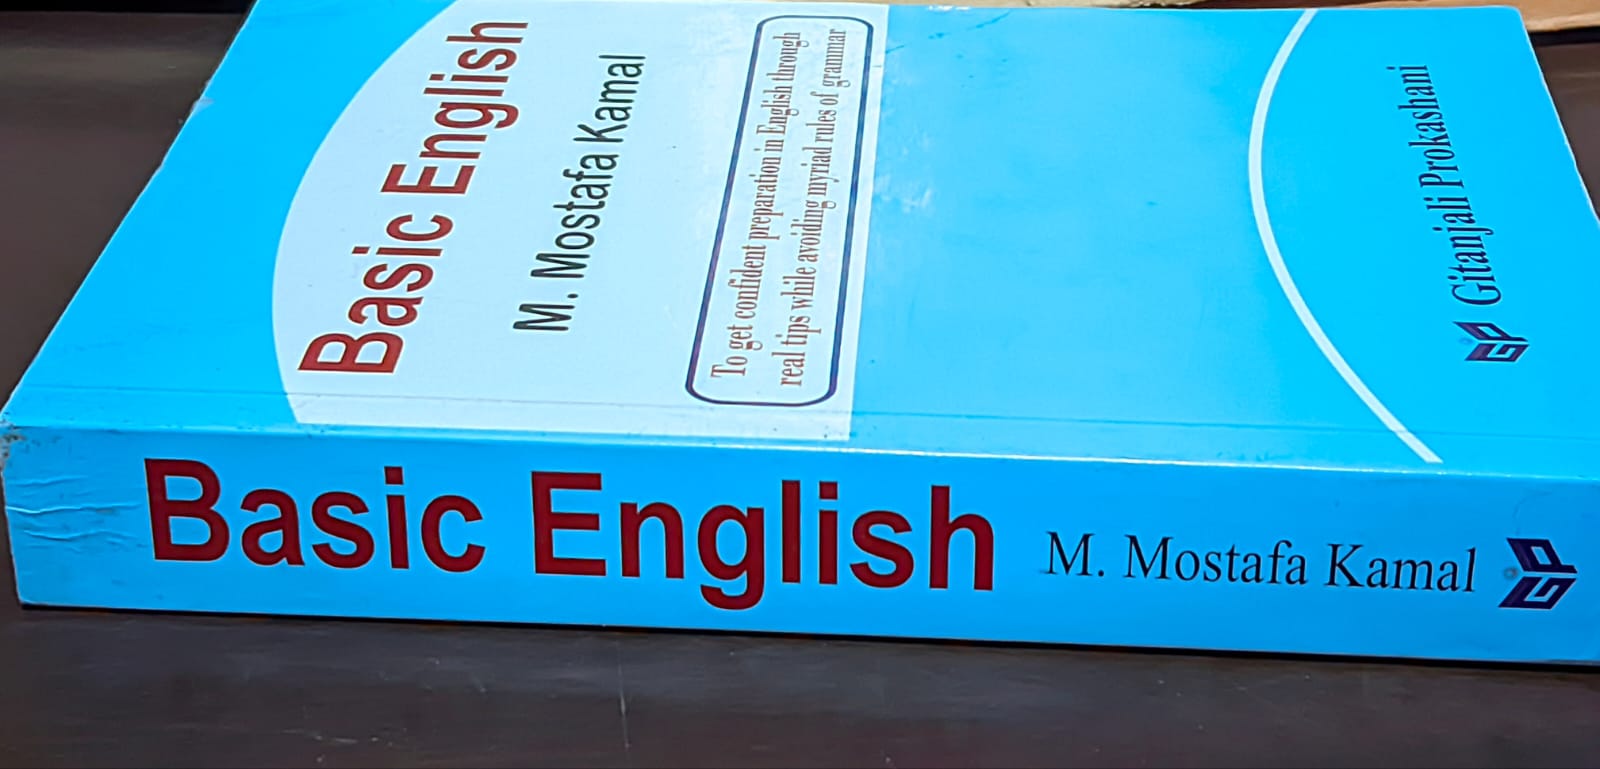 Basic English
M. Mostafa Kamal
To get confident preparation in English through
real tips while avoiding myriad rules of grammar
GP Gitanjali Prokashani
Basic English M. Mostafa Kamal GP